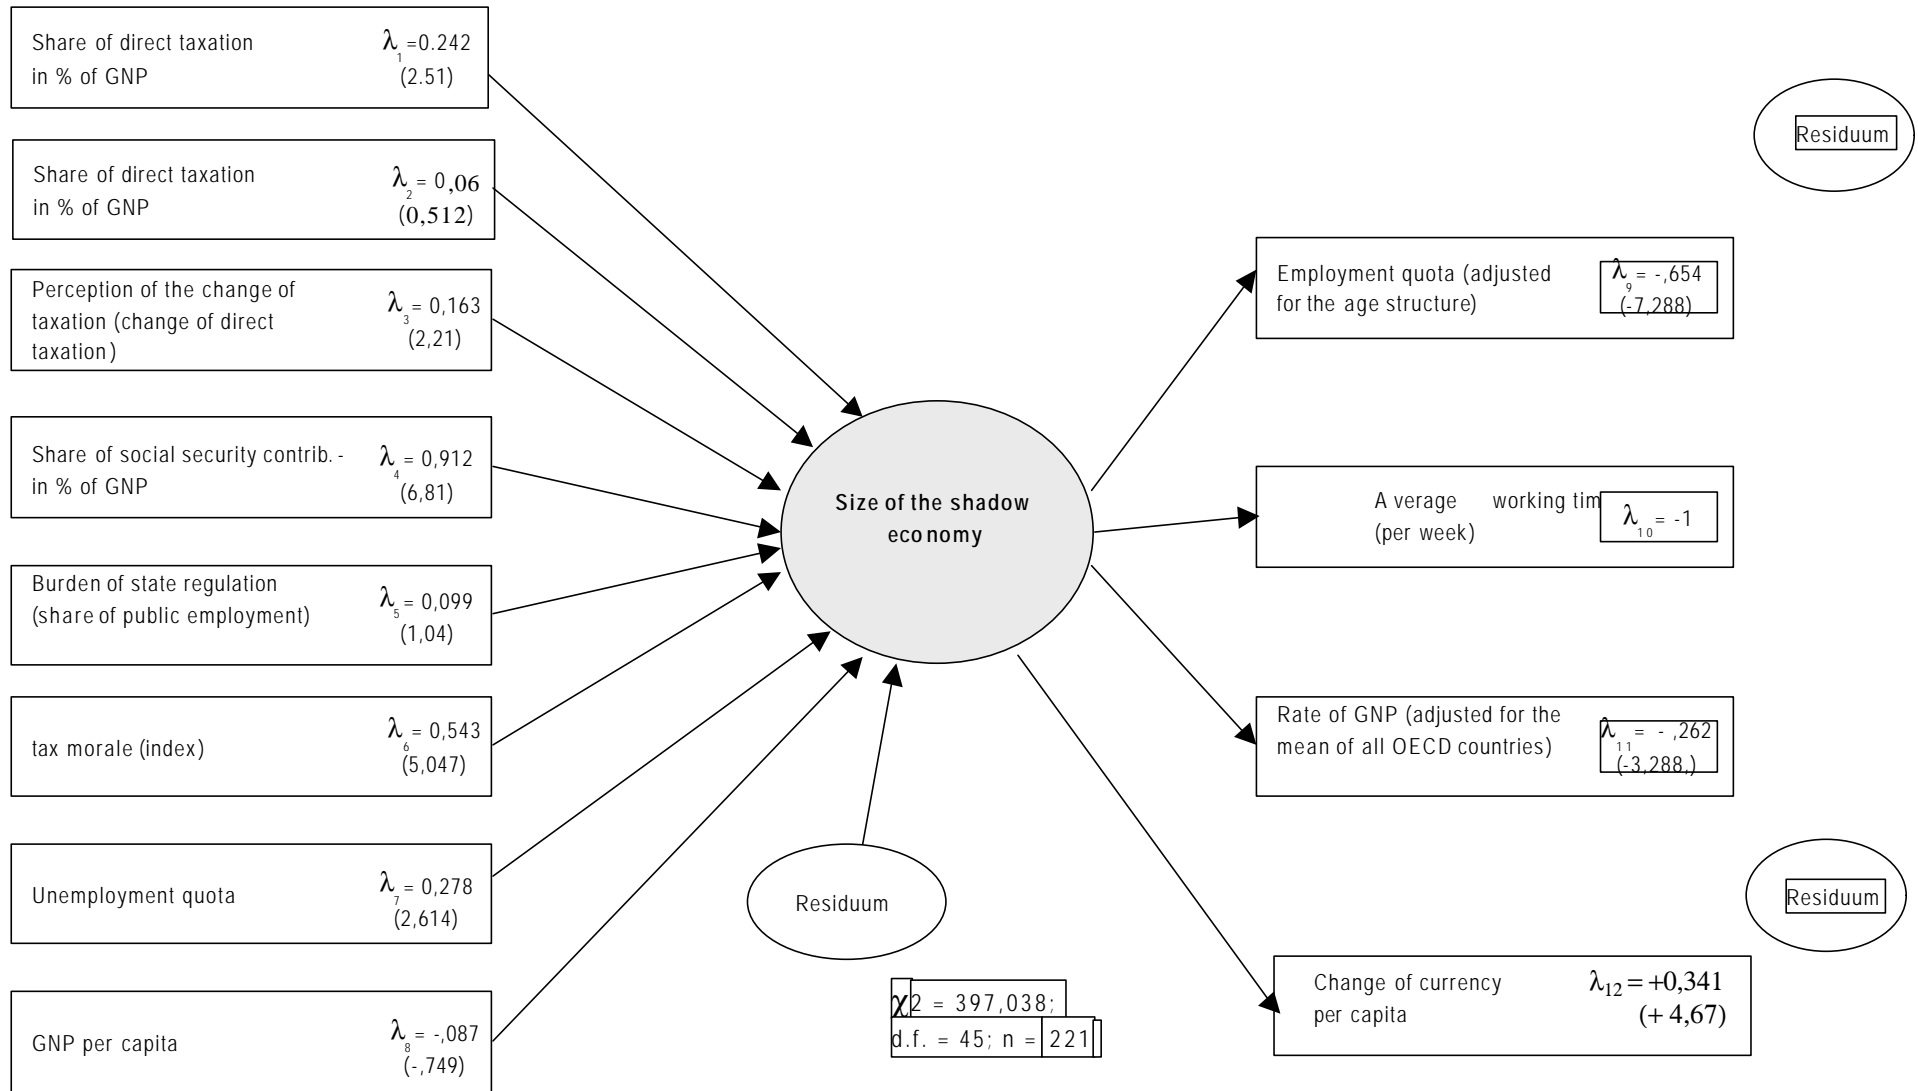 Share of direct taxation
in % of GNP
λ1 =0.242
(2.51)
Share of direct taxation
in % of GNP
λ2 = 0,06
(0,512)
Perception of the change of
taxation (change of direct
taxation)
λ3 = 0,163
(2,21)
Share of social security contrib. -
in % of GNP
λ4 = 0,912
(6,81)
Burden of state regulation
(share of public employment)
λ5 = 0,099
(1,04)
tax morale (index)
λ6 = 0,543
(5,047)
Unemployment quota
λ7 = 0,278
(2,614)
GNP per capita
λ8 = -,087
(-,749)
Size of the shadow
economy
Residuum
χ2 = 397,038;
d.f. = 45; n = 221
Residuum
Employment quota (adjusted
for the age structure)
λ9 = -,654
(-7,288)
A verage working tim
(per week)
λ10 = -1
Rate of GNP (adjusted for the
mean of all OECD countries)
λ11 = - ,262
(-3,288,)
Residuum
Change of currency
per capita
λ12 = +0,341
(+ 4,67)